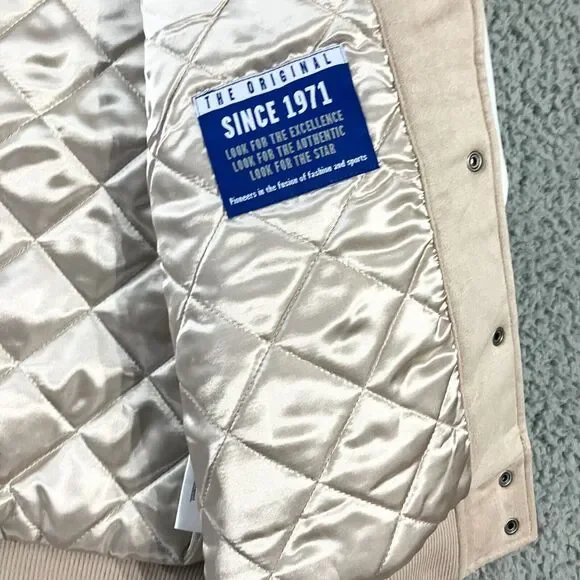 THE ORIGINAL
SINCE 1971
LOOK FOR THE EXCELLENCE
LOOK FOR THE AUTHENTIC
LOOK FOR THE STAR
Pioneers in the fusion of fashion and sports